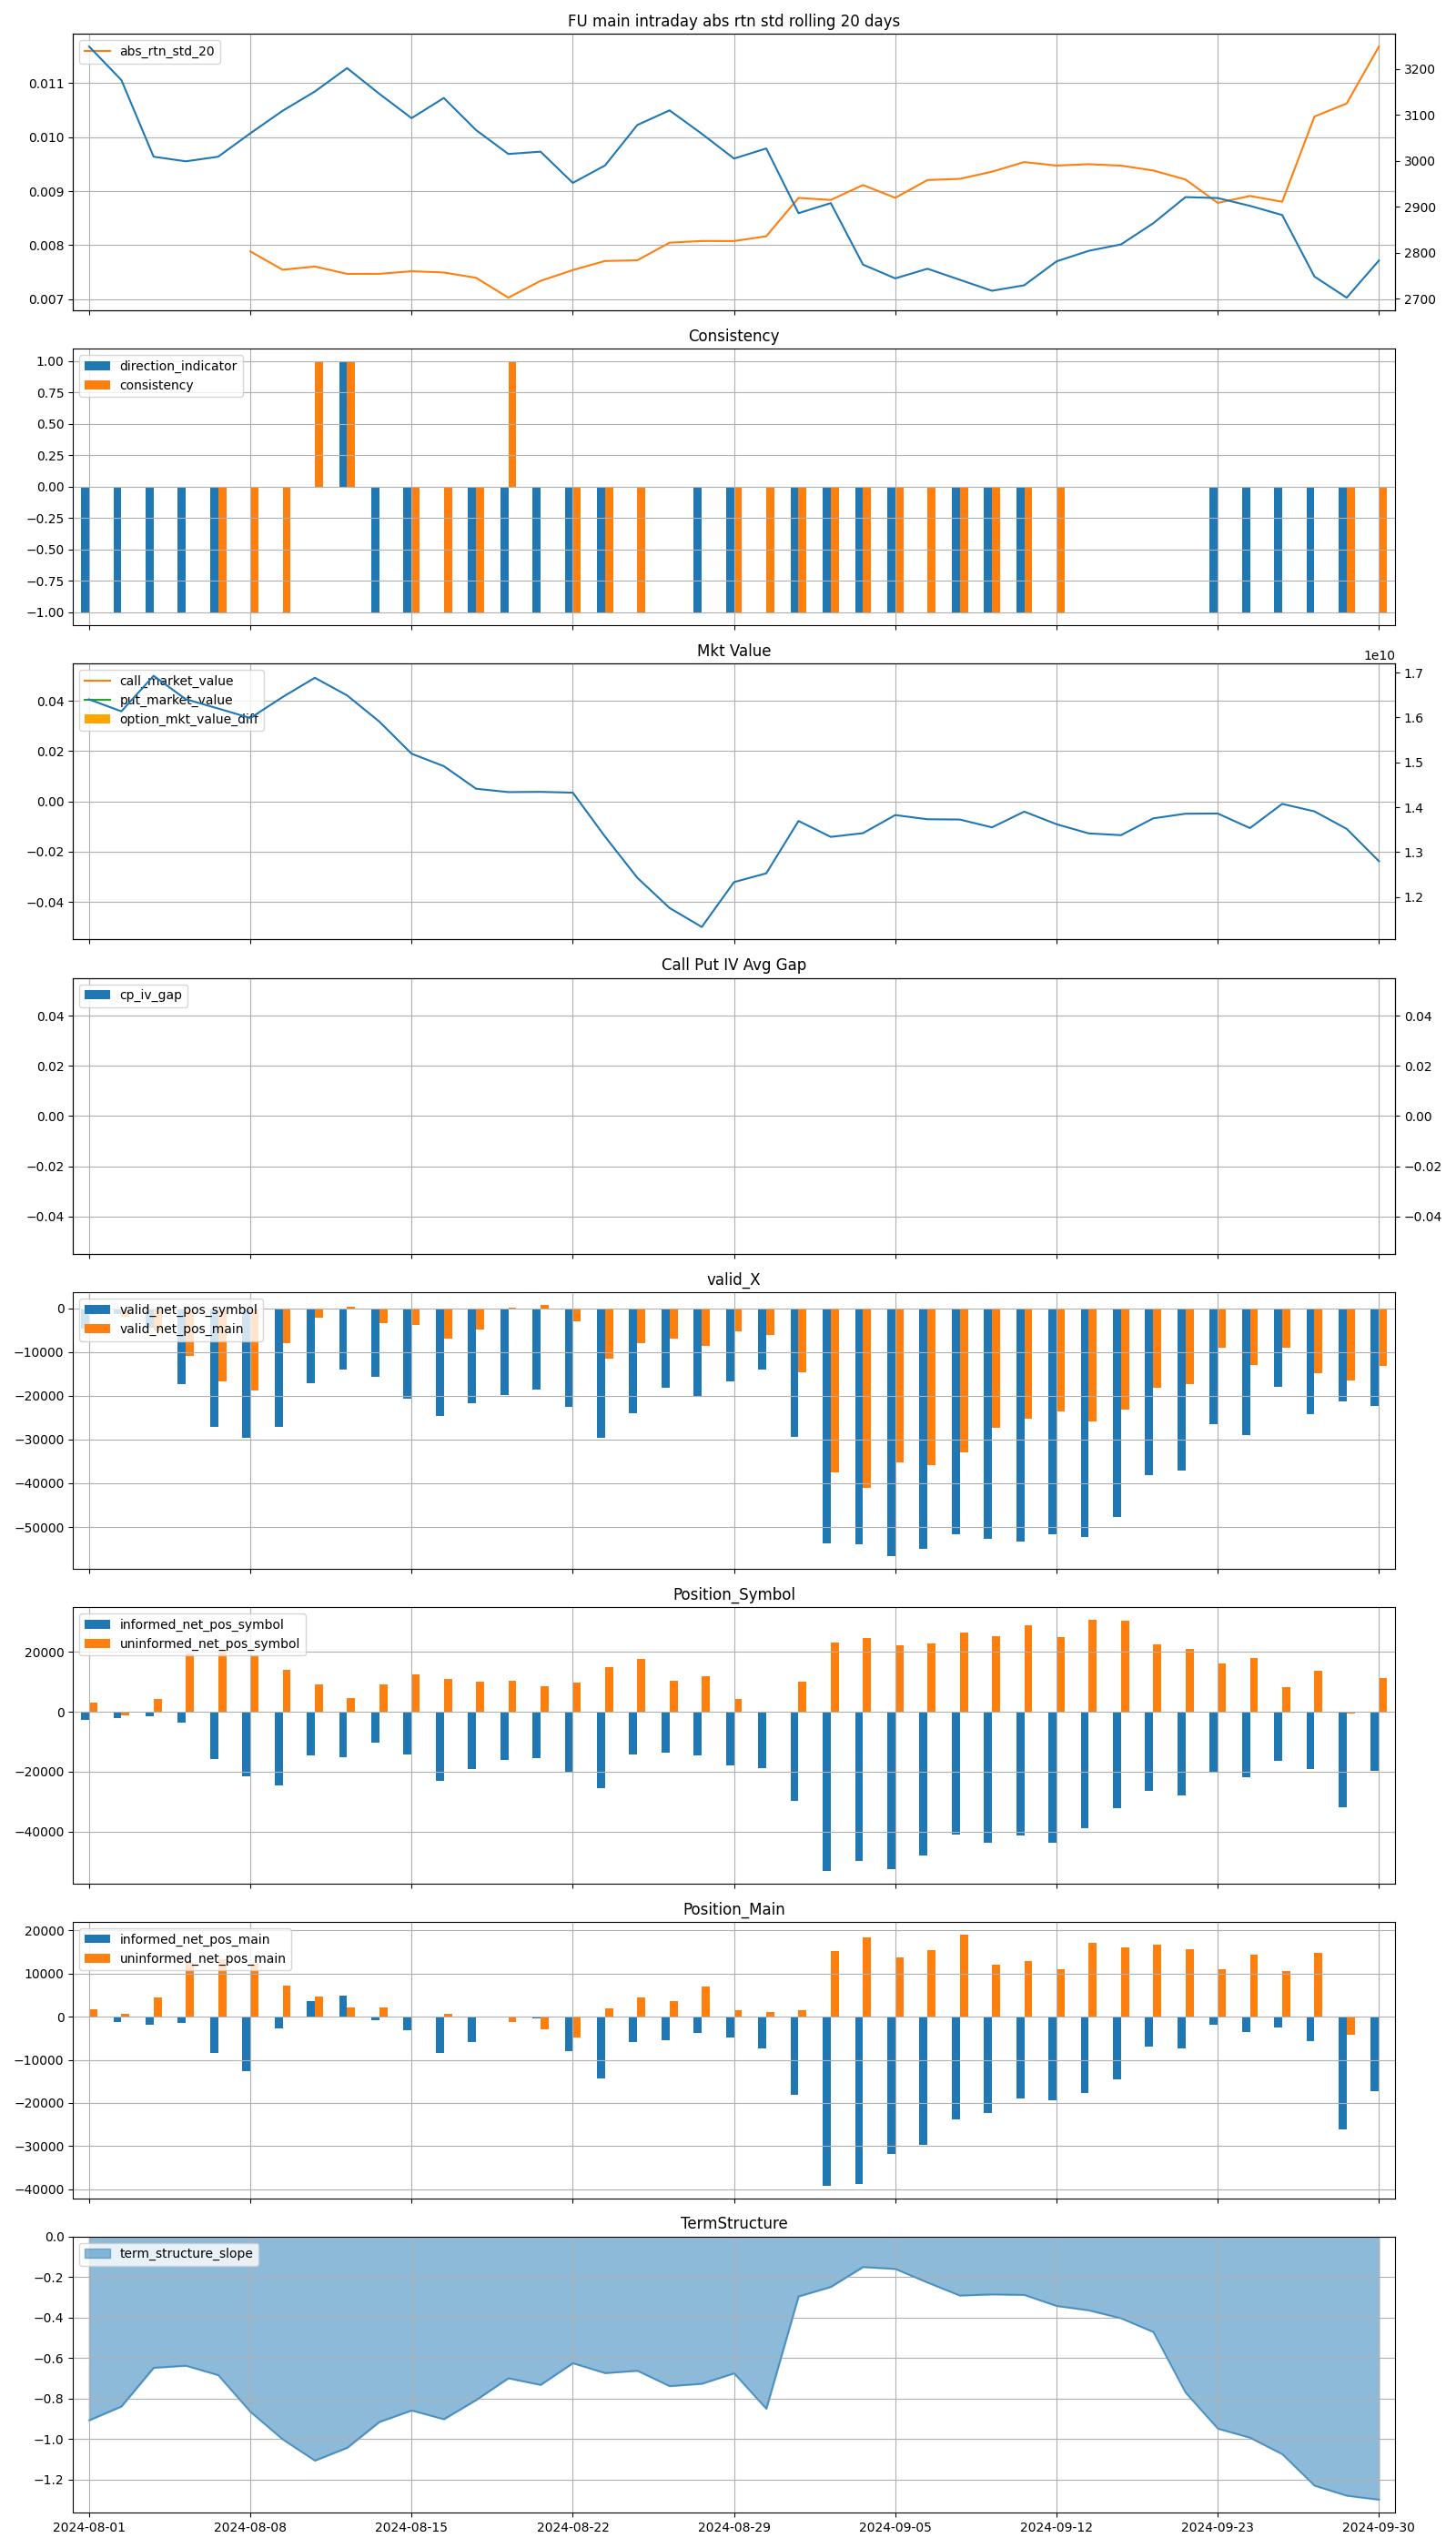 FU main intraday abs rtn std rolling 20 days
abs_rtn_std_20
0.011
0.010
0.009
0.008
0.007
3200
3100
3000
2900
2800
2700
Consistency
direction_indicator
consistency
1.00
0.75
0.50
0.25
0.00
−0.25
−0.50
−0.75
−1.00
Mkt Value
1e10
call_market_value
put_market_value
option_mkt_value_diff
0.04
0.02
0.00
−0.02
−0.04
1.7
1.6
1.5
1.4
1.3
1.2
Call Put IV Avg Gap
cp_iv_gap
0.04
0.02
0.00
−0.02
−0.04
0.04
0.02
0.00
−0.02
−0.04
valid_X
valid_net_pos_symbol
valid_net_pos_main
0
−10000
−20000
−30000
−40000
−50000
Position_Symbol
informed_net_pos_symbol
uninformed_net_pos_symbol
20000
0
−20000
−40000
Position_Main
informed_net_pos_main
uninformed_net_pos_main
20000
10000
0
−10000
−20000
−30000
−40000
TermStructure
term_structure_slope
0.0
−0.2
−0.4
−0.6
−0.8
−1.0
−1.2
2024-08-01 2024-08-08 2024-08-15 2024-08-22 2024-08-29 2024-09-05 2024-09-12 2024-09-23 2024-09-30